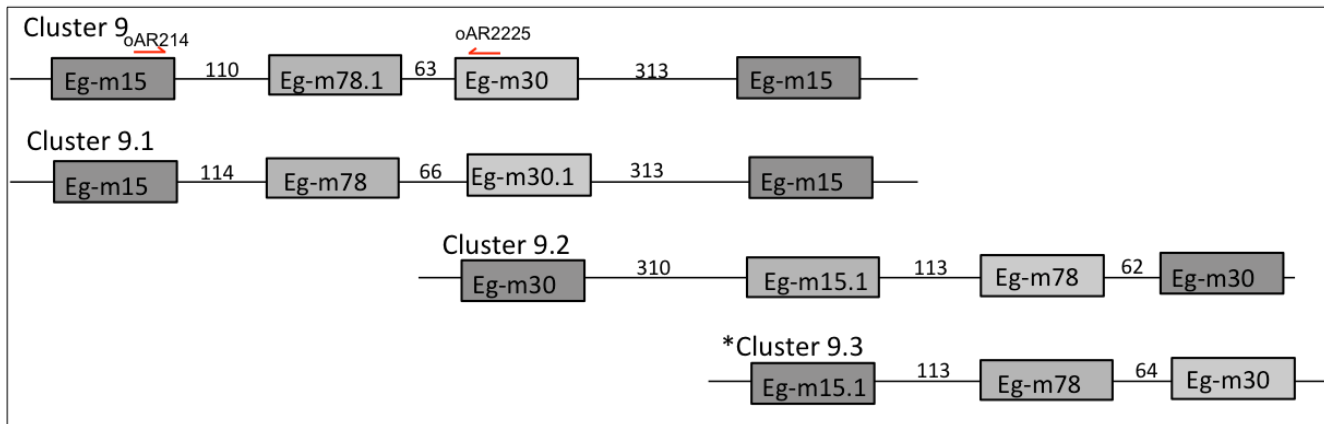 Cluster 9
oAR214 oAR2225
Eg-m15 110 Eg-m78.1 63 Eg-m30 313 Eg-m15
Cluster 9.1
Eg-m15 114 Eg-m78 66 Eg-m30.1 313 Eg-m15
Cluster 9.2
Eg-m30 310 Eg-m15.1 113 Eg-m78 62 Eg-m30
*Cluster 9.3
Eg-m15.1 113 Eg-m78 64 Eg-m30